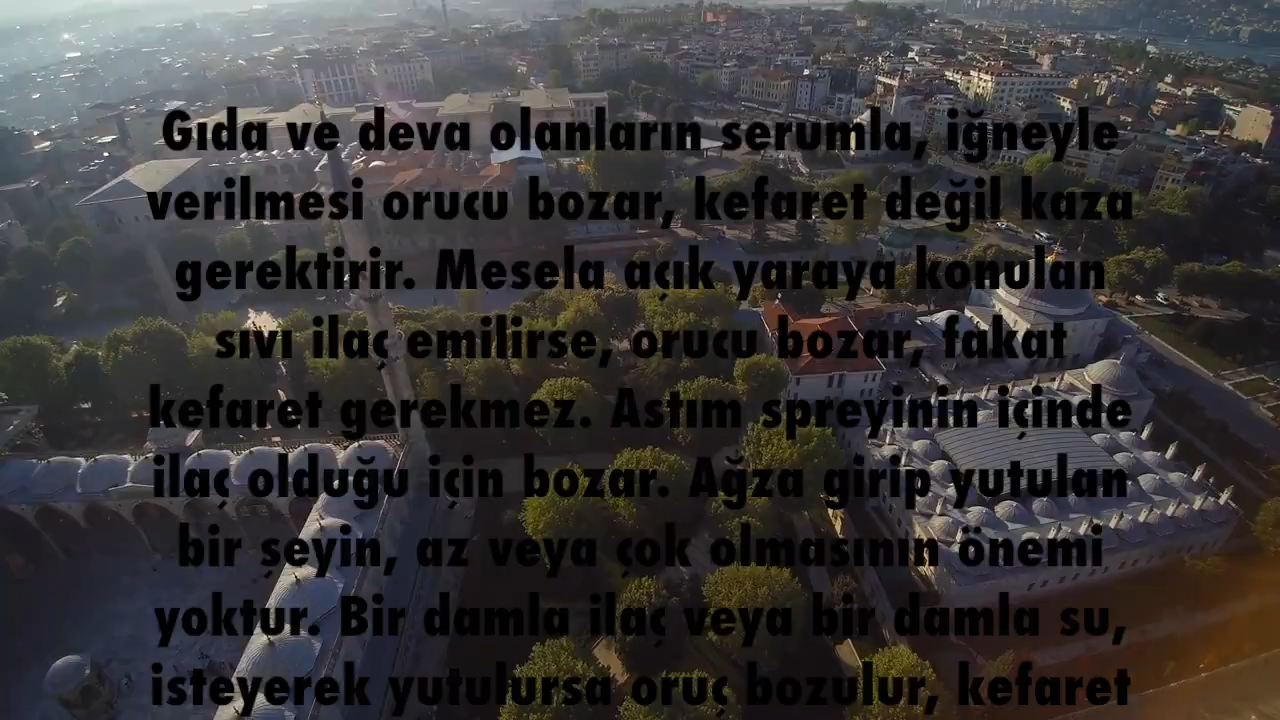 Gıda ve deva olanların serumla, iğneyle
verilmesi orucu bozar, kefaret değil kaza
gerektirir. Mesela açık yaraya konulan
sıvı ilaç emilirse, orucu bozar, fakat
kefaret gerekmez. Astım spreyinin içinde
ilaç olduğu için bozar. Ağza girip yutulan
bir şeyin, az veya çok olmasının önemi
yoktur. Bir damla ilaç veya bir damla su,
isteyerek yutulursa oruç bozulur, kefaret